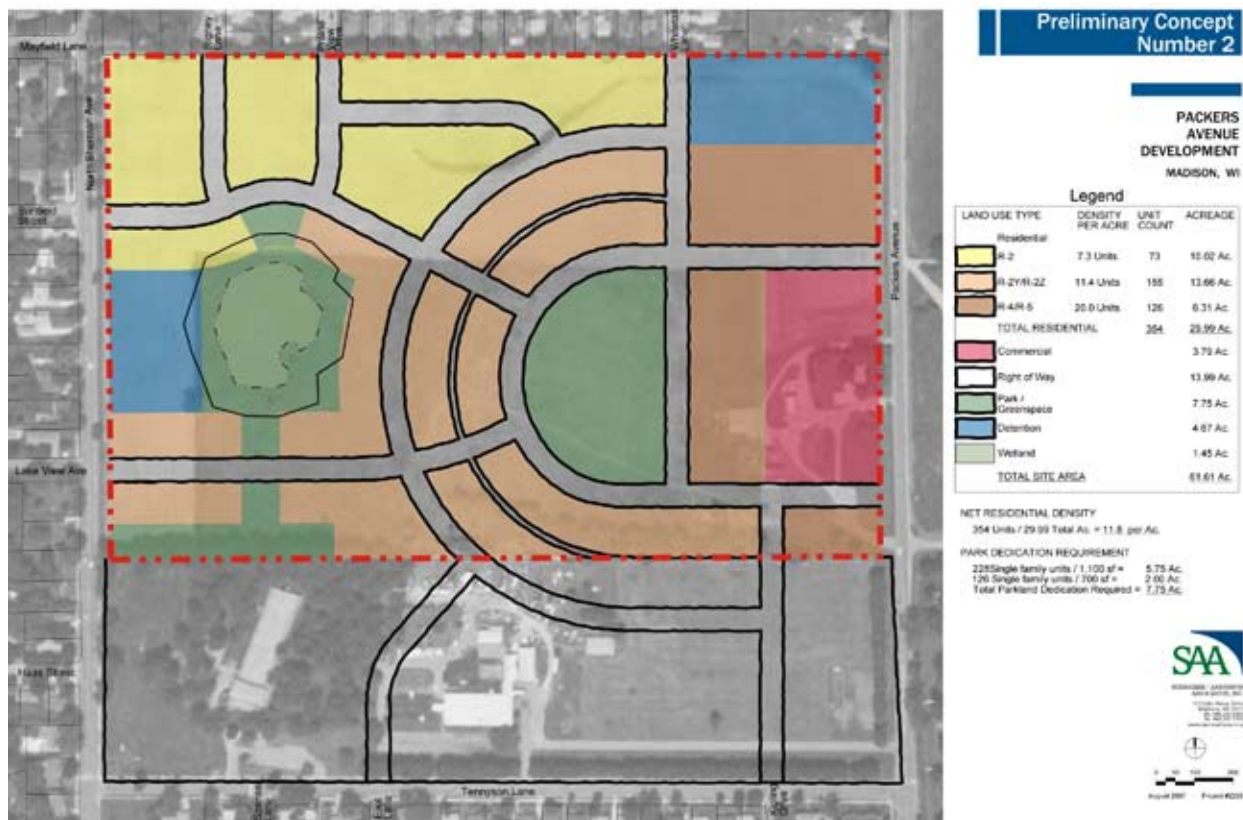 Preliminary Concept
Number 2
PACKERS
AVENUE
DEVELOPMENT
MADISON, WI
Legend
LAND USE TYPE DENSITY PER ACRE UNIT COUNT ACREAGE
Residential
R-2 7.3 Units 73 10.02 Ac.
R-2Y/R-2Z 11.4 Units 155 13.66 Ac.
R-4/R-5 20.0 Units 126 6.31 Ac.
TOTAL RESIDENTIAL 354 29.99 Ac.
Commercial 3.79 Ac.
Right of Way 13.99 Ac.
Park / Greenspace 7.75 Ac.
Detention 4.67 Ac.
Wetland 1.45 Ac.
TOTAL SITE AREA 61.61 Ac.
NET RESIDENTIAL DENSITY
354 Units / 29.99 Total Ac. = 11.8 per Ac.
PARK DEDICATION REQUIREMENT
228 Single family units / 1,100 sf = 5.75 Ac.
126 Single family units / 700 sf = 2.00 Ac.
Total Parkland Dedication Required = 7.75 Ac.
SAA
August 2007
Mayfield Lane
North Sherman Ave
Lake View Ave
Packers Avenue
Tennyson Lane